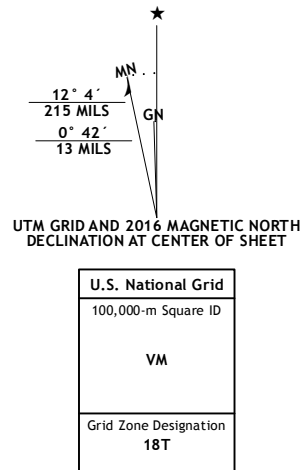 ★
MN
GN
12° 4´
215 MILS
0° 42´
13 MILS
UTM GRID AND 2016 MAGNETIC NORTH
DECLINATION AT CENTER OF SHEET
U.S. National Grid
100,000-m Square ID
VM
Grid Zone Designation
18T